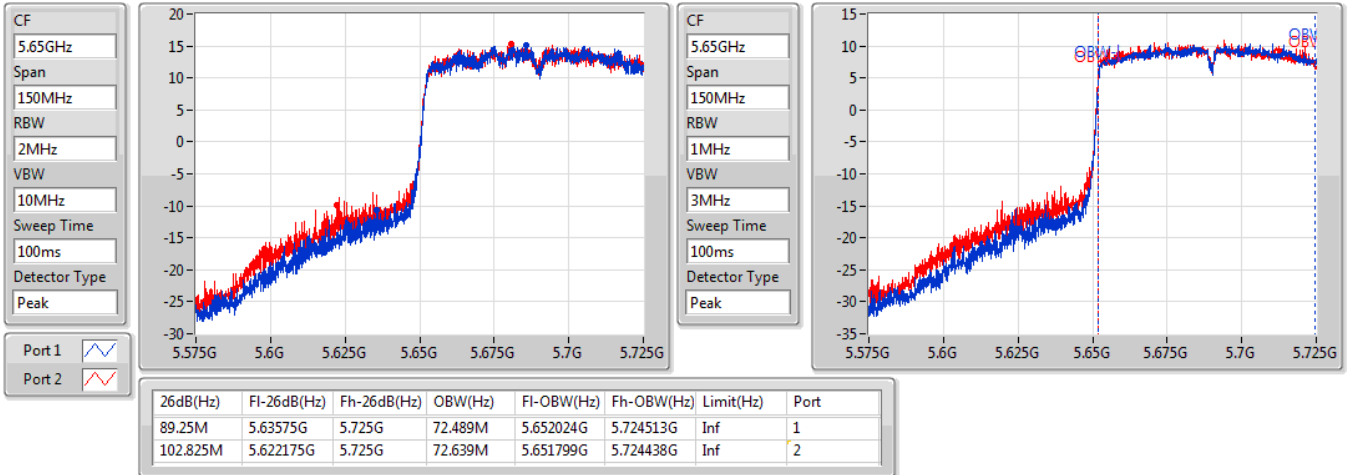 CF
5.65GHz
Span
150MHz
RBW
2MHz
VBW
10MHz
Sweep Time
100ms
Detector Type
Peak
Port 1
Port 2
20
15
10
5
0
-5
-10
-15
-20
-25
-30
5.575G 5.6G 5.625G 5.65G 5.675G 5.7G 5.725G
CF
5.65GHz
Span
150MHz
RBW
1MHz
VBW
3MHz
Sweep Time
100ms
Detector Type
Peak
15
10
5
0
-5
-10
-15
-20
-25
-30
-35
5.575G 5.6G 5.625G 5.65G 5.675G 5.7G 5.725G
26dB(Hz) Fl-26dB(Hz) Fh-26dB(Hz) OBW(Hz) Fl-OBW(Hz) Fh-OBW(Hz) Limit(Hz) Port
89.25M 5.63575G 5.725G 72.489M 5.652024G 5.724513G Inf 1
102.825M 5.622175G 5.725G 72.639M 5.651799G 5.724438G Inf 2